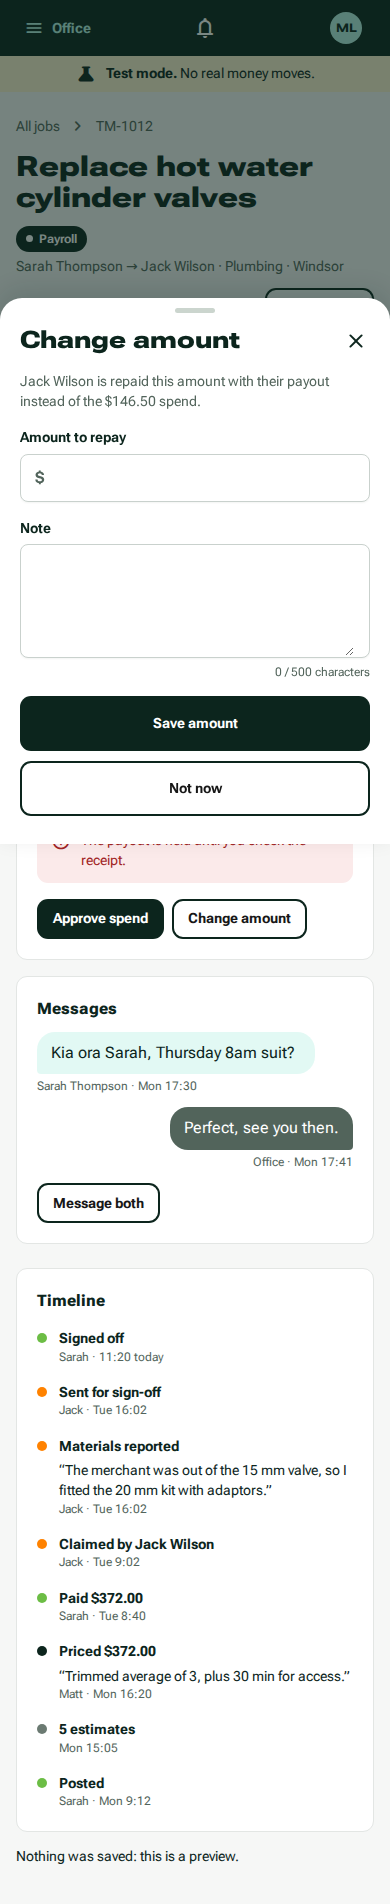 Office
ML
Test mode. No real money moves.
All jobs > TM-1012
Replace hot water
cylinder valves
Payroll
Sarah Thompson → Jack Wilson · Plumbing · Windsor
Change amount
Jack Wilson is repaid this amount with their payout
instead of the $146.50 spend.
Amount to repay
$
Note
0 / 500 characters
Save amount
Not now
receipt.
Approve spend
Change amount
Messages
Kia ora Sarah, Thursday 8am suit?
Sarah Thompson · Mon 17:30
Perfect, see you then.
Office · Mon 17:41
Message both
Timeline
Signed off
Sarah · 11:20 today
Sent for sign-off
Jack · Tue 16:02
Materials reported
“The merchant was out of the 15 mm valve, so I
fitted the 20 mm kit with adaptors.”
Jack · Tue 16:02
Claimed by Jack Wilson
Jack · Tue 9:02
Paid $372.00
Sarah · Tue 8:40
Priced $372.00
“Trimmed average of 3, plus 30 min for access.”
Matt · Mon 16:20
5 estimates
Mon 15:05
Posted
Sarah · Mon 9:12
Nothing was saved: this is a preview.